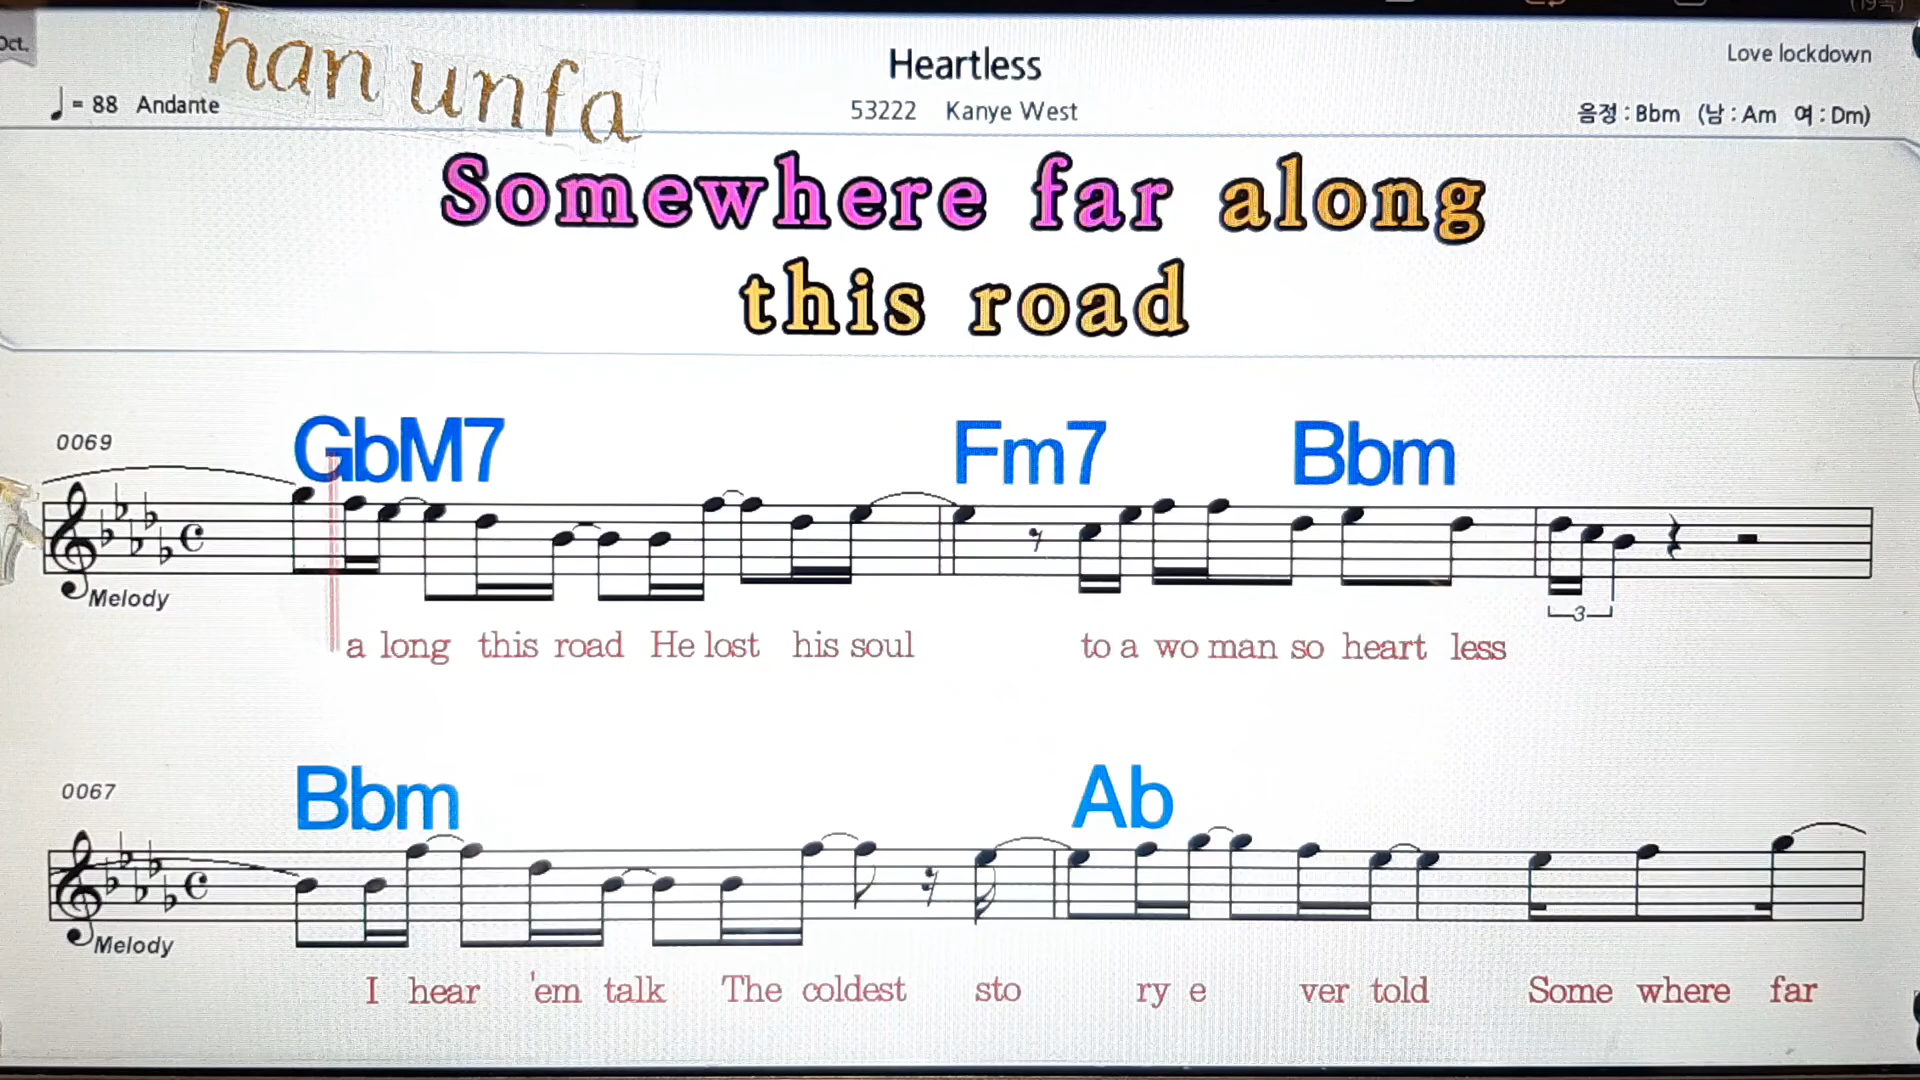 Oct.
han unfa
Heartless
Love lockdown
= 88 Andante
53222 Kanye West
음정 : Bbm (남 : Am 여 : Dm)
Somewhere far along
this road
0069
GbM7 Fm7 Bbm
Melody
3
a long this road He lost his soul to a wo man so heart less
0067
Bbm Ab
Melody
I hear 'em talk The coldest sto ry e ver told Some where far